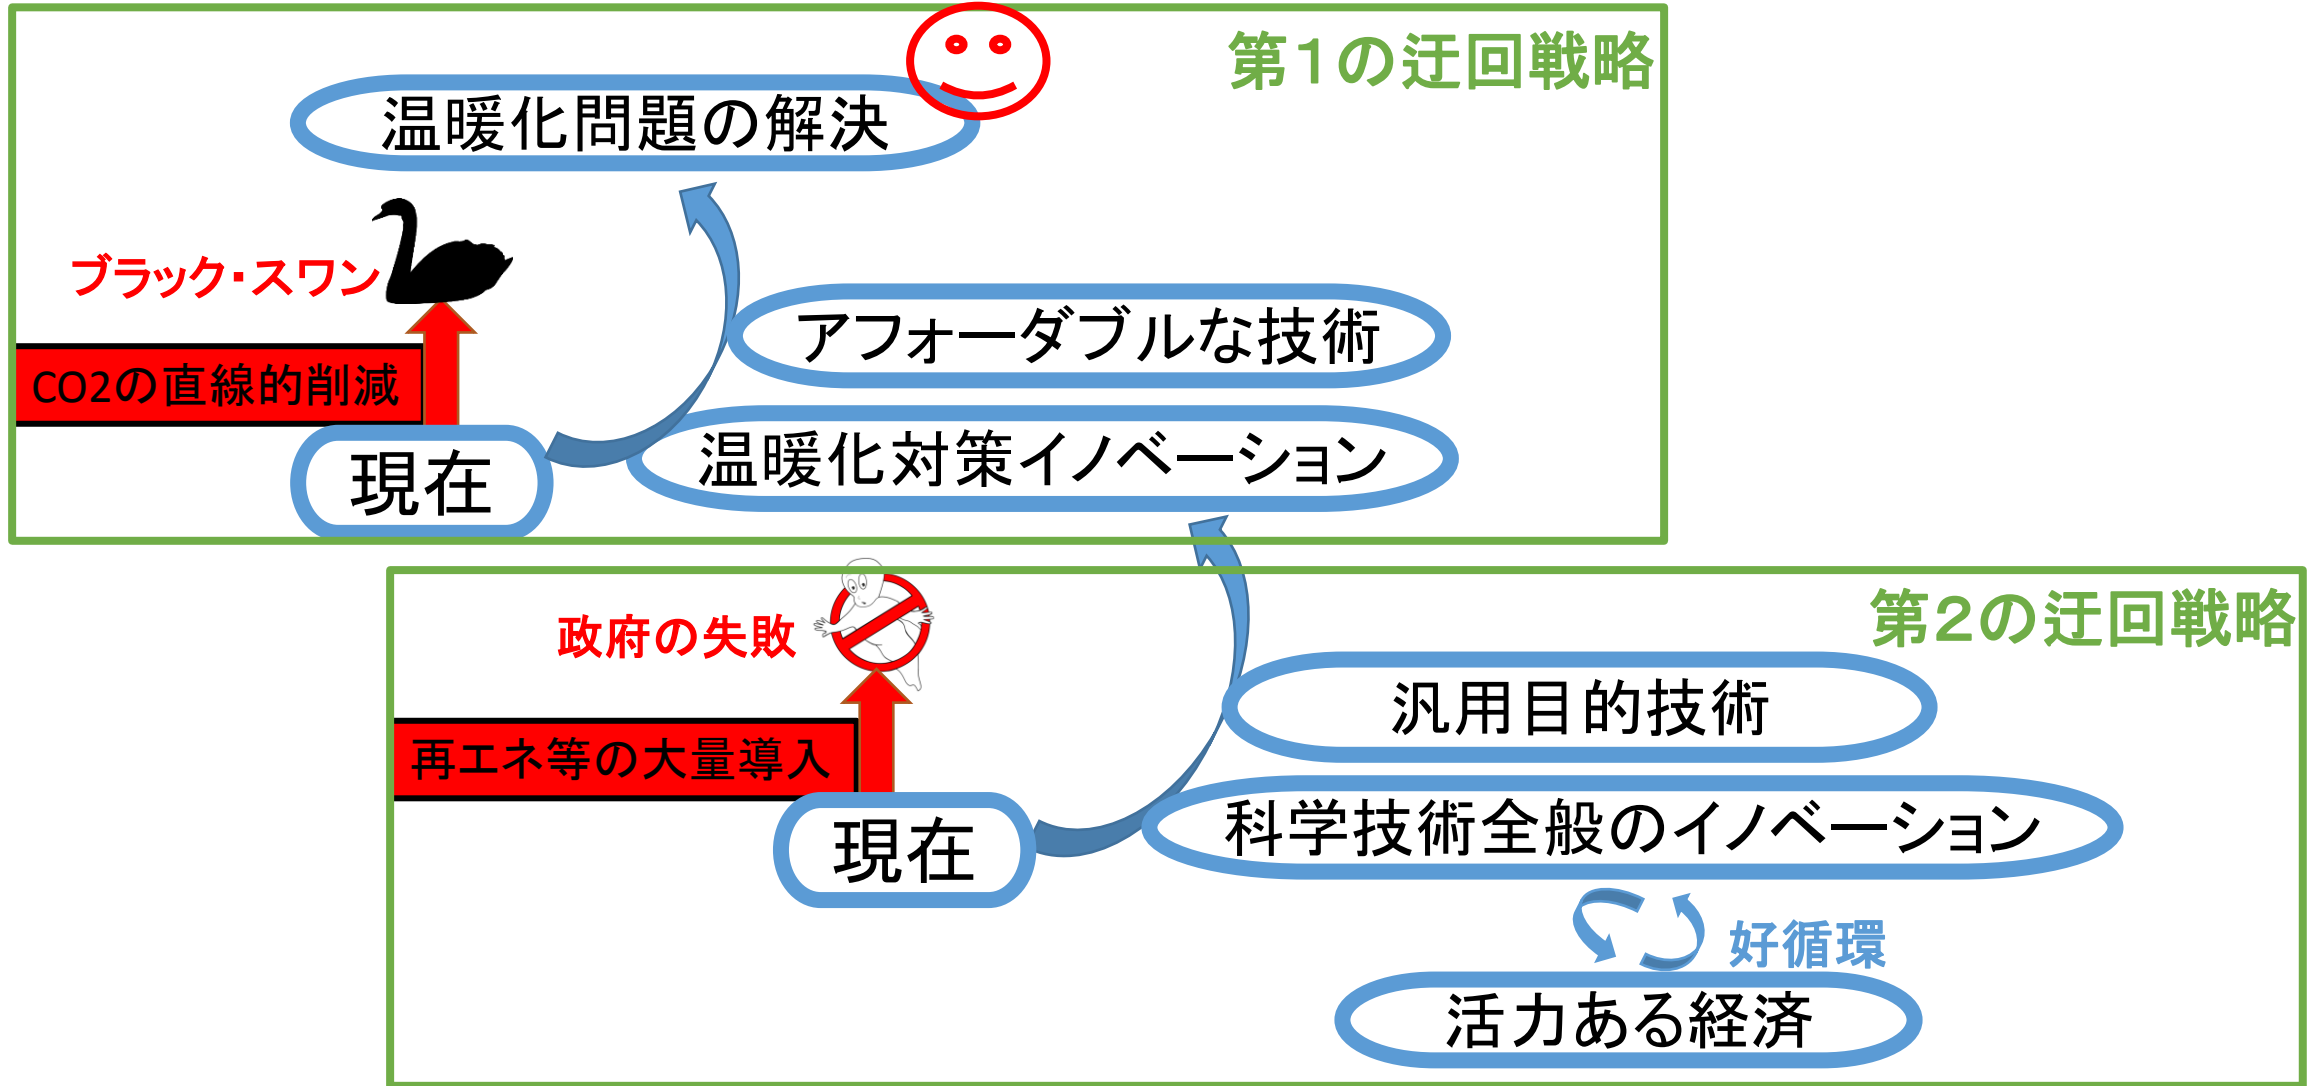 第1の迂回戦略
温暖化問題の解決
ブラック・スワン
アフォーダブルな技術
CO2の直線的削減
温暖化対策イノベーション
現在
第2の迂回戦略
政府の失敗
汎用目的技術
再エネ等の大量導入
科学技術全般のイノベーション
現在
好循環
活力ある経済